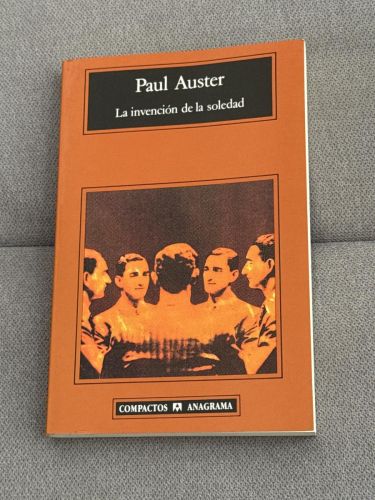 Paul Auster
La invención de la soledad
COMPACTOS ANAGRAMA